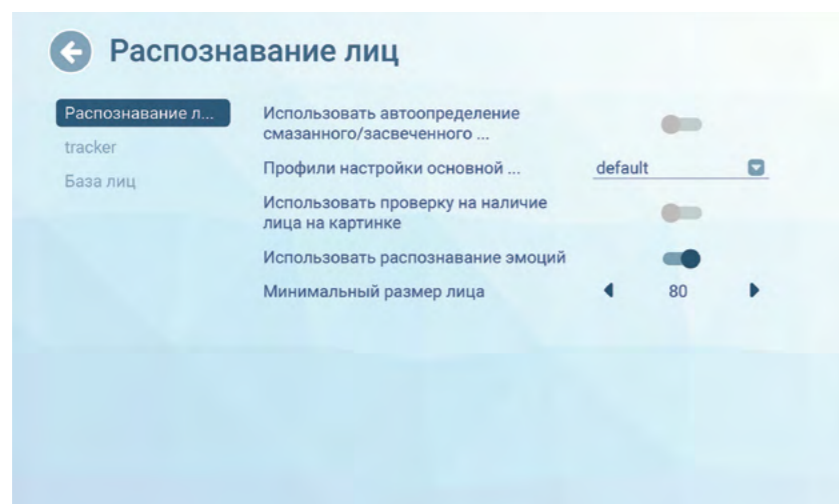 Распознавание лиц
Распознавание л...
tracker
База лиц
Использовать автоопределение
смазанного/засвеченного ...
Профили настройки основной ...
default
Использовать проверку на наличие
лица на картинке
Использовать распознавание эмоций
Минимальный размер лица
80